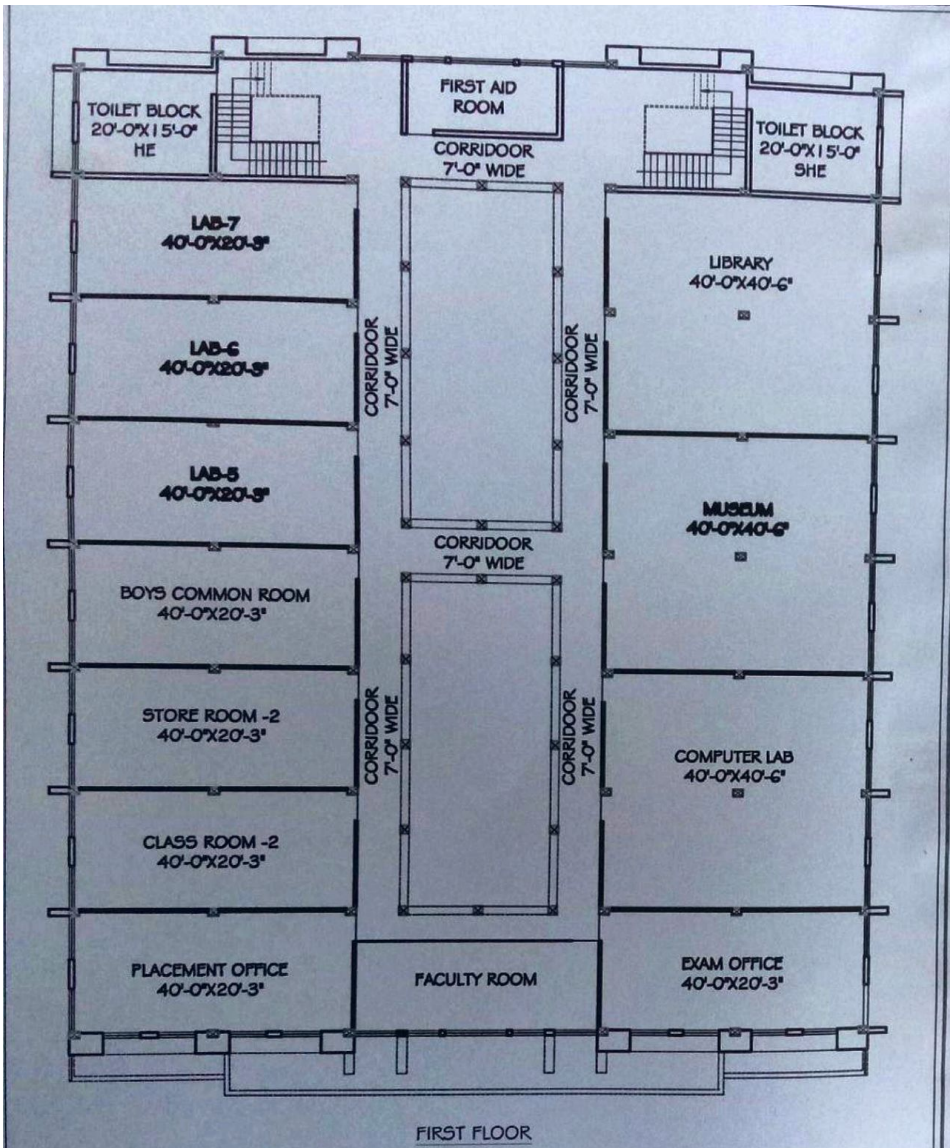 FIRST AID
ROOM
TOILET BLOCK
20'-0"X15'-0"
HE
TOILET BLOCK
20'-0"X15'-0"
SHE
CORRIDOOR
7'-0" WIDE
LAB-7
40'-0"X20'-3"
LIBRARY
40'-0"X40'-6"
LAB-6
40'-0"X20'-3"
CORRIDOOR
7'-0" WIDE
CORRIDOOR
7'-0" WIDE
LAB-5
40'-0"X20'-3"
MUSEUM
40'-0"X40'-6"
CORRIDOOR
7'-0" WIDE
BOYS COMMON ROOM
40'-0"X20'-3"
STORE ROOM -2
40'-0"X20'-3"
CORRIDOOR
7'-0" WIDE
CORRIDOOR
7'-0" WIDE
COMPUTER LAB
40'-0"X40'-6"
CLASS ROOM -2
40'-0"X20'-3"
PLACEMENT OFFICE
40'-0"X20'-3"
FACULTY ROOM
EXAM OFFICE
40'-0"X20'-3"
FIRST FLOOR